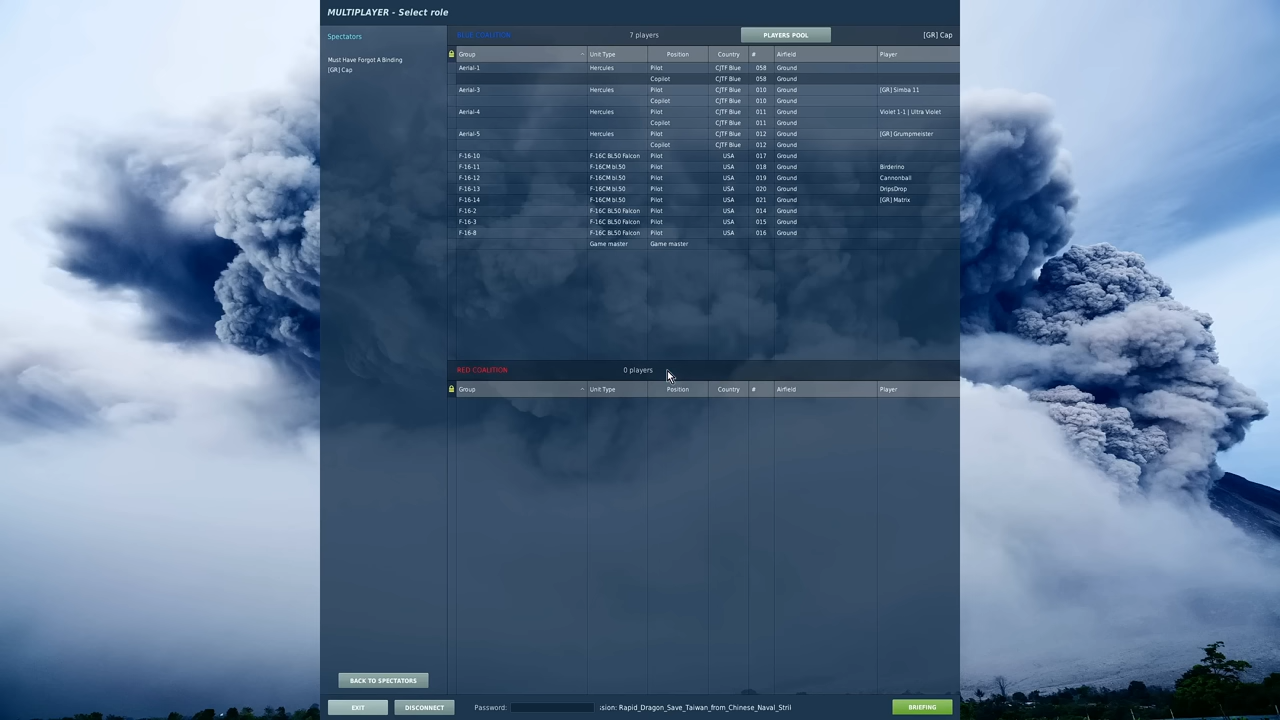 MULTIPLAYER - Select role
Spectators
Must Have Forgot A Binding
[GR] Cap
BLUE COALITION 7 players PLAYERS POOL [GR] Cap
Group Unit Type Position Country # Airfield Player
Aerial-1 Hercules Pilot CJTF Blue 058 Ground
Copilot CJTF Blue 058 Ground
Aerial-3 Hercules Pilot CJTF Blue 010 Ground [GR] Simba 11
Copilot CJTF Blue 010 Ground
Aerial-4 Hercules Pilot CJTF Blue 011 Ground Violet 1-1 | Ultra Violet
Copilot CJTF Blue 011 Ground
Aerial-5 Hercules Pilot CJTF Blue 012 Ground [GR] Grumpmeister
Copilot CJTF Blue 012 Ground
F-16-10 F-16C BL50 Falcon Pilot USA 017 Ground
F-16-11 F-16CM bl.50 Pilot USA 018 Ground Birderino
F-16-12 F-16CM bl.50 Pilot USA 019 Ground Cannonball
F-16-13 F-16CM bl.50 Pilot USA 020 Ground DripsDrop
F-16-14 F-16CM bl.50 Pilot USA 021 Ground [GR] Matrix
F-16-2 F-16C BL50 Falcon Pilot USA 014 Ground
F-16-3 F-16C BL50 Falcon Pilot USA 015 Ground
F-16-8 F-16C BL50 Falcon Pilot USA 016 Ground
Game master Game master
RED COALITION 0 players
Group Unit Type Position Country # Airfield Player
BACK TO SPECTATORS
EXIT DISCONNECT Password: sion: Rapid_Dragon_Save_Taiwan_from_Chinese_Naval_Stril BRIEFING